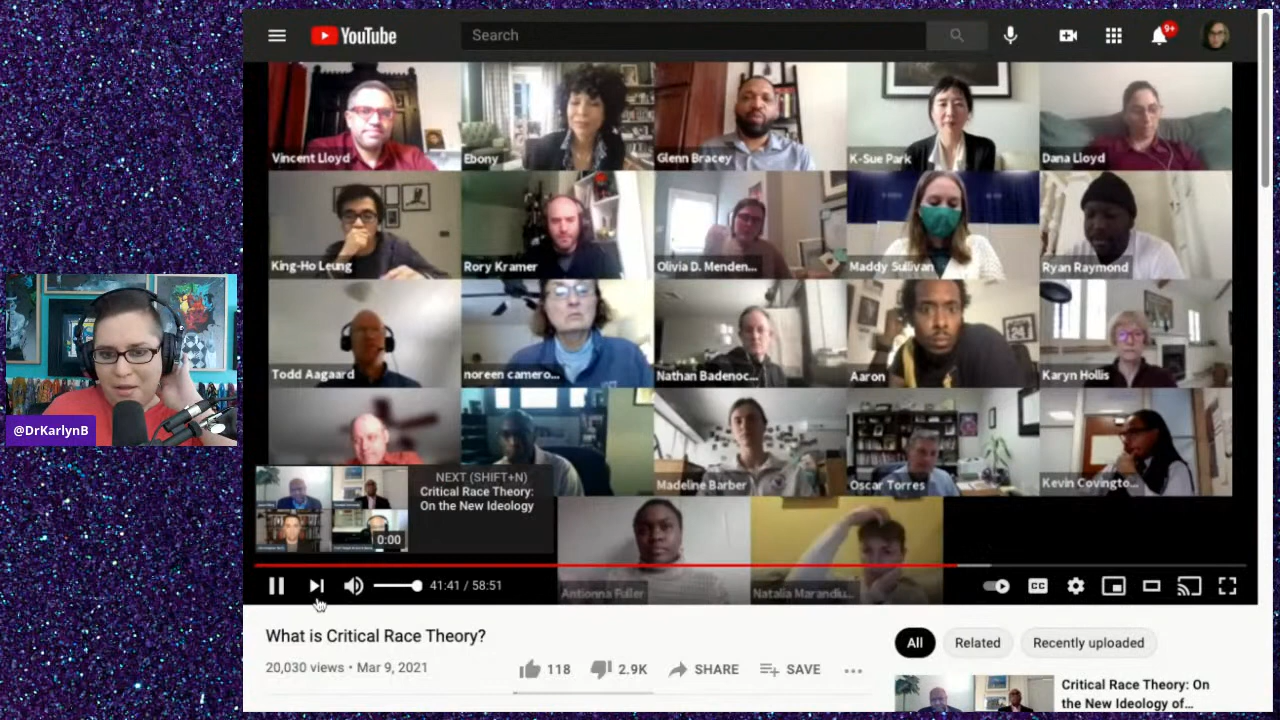 YouTube
Search
9+
Vincent Lloyd
Ebony
Glenn Bracey
K-Sue Park
Dana Lloyd
King-Ho Leung
Rory Kramer
Olivia D. Menden...
Maddy Sullivan
Ryan Raymond
Todd Aagaard
noreen camero...
Nathan Badenoc...
Aaron
Karyn Hollis
Madeline Barber
Oscar Torres
Kevin Covingto...
NEXT (SHIFT+N)
Critical Race Theory:
On the New Ideology
0:00
Antionna Fuller
Natalia Marandiu...
41:41 / 58:51
CC
@DrKarlynB
What is Critical Race Theory?
20,030 views • Mar 9, 2021
118
2.9K
SHARE
SAVE
All
Related
Recently uploaded
Critical Race Theory: On
the New Ideology of...